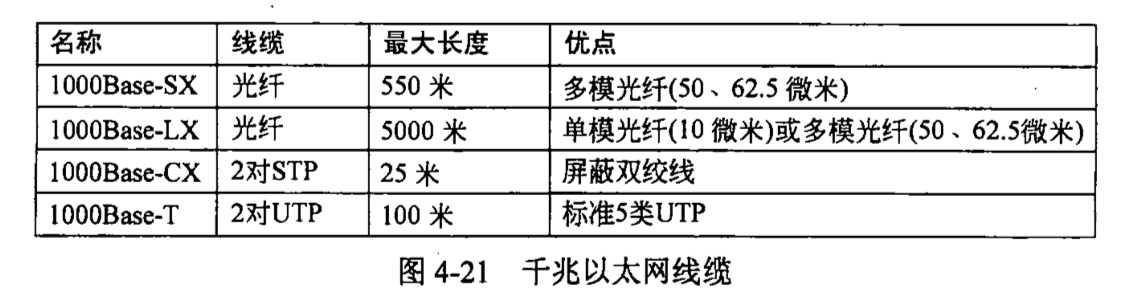 名称 线缆 最大长度 优点
1000Base-SX 光纤 550 米 多模光纤(50、62.5 微米)
1000Base-LX 光纤 5000 米 单模光纤(10 微米)或多模光纤(50、62.5微米)
1000Base-CX 2对STP 25 米 屏蔽双绞线
1000Base-T 2对UTP 100 米 标准5类UTP
图 4-21 千兆以太网线缆